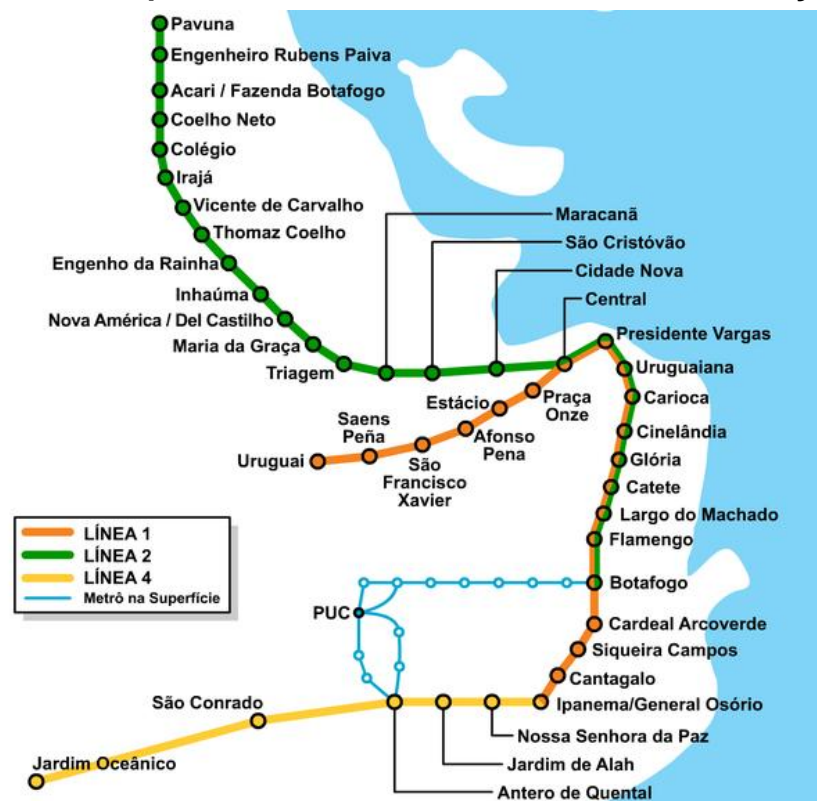 Pavuna
Engenheiro Rubens Paiva
Acari / Fazenda Botafogo
Coelho Neto
Colégio
Irajá
Vicente de Carvalho
Thomaz Coelho
Engenho da Rainha
Inhaúma
Nova América / Del Castilho
Maria da Graça
Triagem
Maracanã
São Cristóvão
Cidade Nova
Central
Presidente Vargas
Uruguaiana
Carioca
Cinelândia
Glória
Catete
Largo do Machado
Flamengo
Botafogo
Cardeal Arcoverde
Siqueira Campos
Cantagalo
Ipanema/General Osório
Praça
Onze
Estácio
Afonso
Pena
São
Francisco
Xavier
Saens
Peña
Uruguai
LÍNEA 1
LÍNEA 2
LÍNEA 4
Metrô na Superfície
PUC
Nossa Senhora da Paz
Jardim de Alah
Antero de Quental
São Conrado
Jardim Oceânico